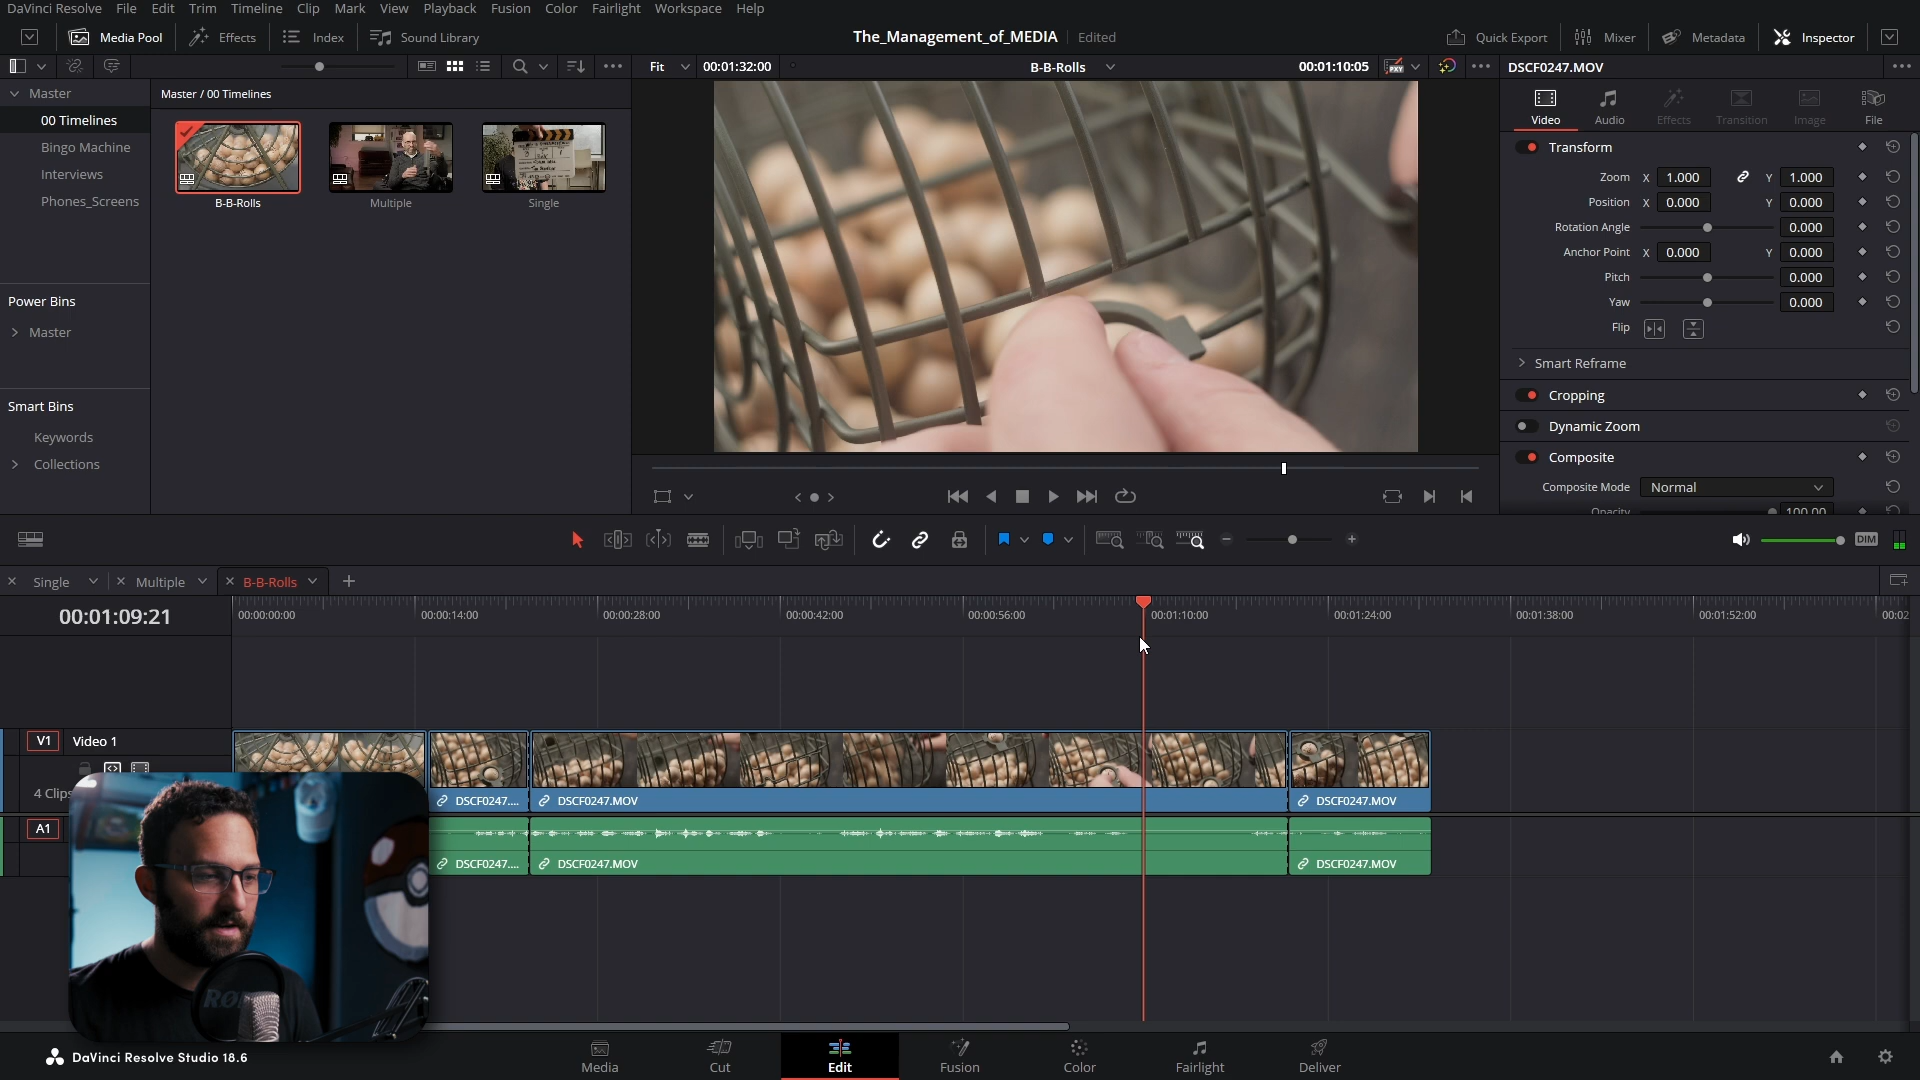 DaVinci Resolve File Edit Trim Timeline Clip Mark View Playback Fusion Color Fairlight Workspace Help
Media Pool Effects Index Sound Library The_Management_of_MEDIA Edited Quick Export Mixer Metadata Inspector
Fit 00:01:32:00 B-B-Rolls 00:01:10:05 DSCF0247.MOV
Master
00 Timelines
Bingo Machine
Interviews
Phones_Screens
Power Bins
Master
Smart Bins
Keywords
Collections
Master / 00 Timelines
B-B-Rolls Multiple Single
Video Audio Effects Transition Image File
Transform
Zoom X 1.000 Y 1.000
Position X 0.000 Y 0.000
Rotation Angle 0.000
Anchor Point X 0.000 Y 0.000
Pitch 0.000
Yaw 0.000
Flip
Smart Reframe
Cropping
Dynamic Zoom
Composite
Composite Mode Normal
Opacity 100.00
DIM
Single Multiple B-B-Rolls
00:01:09:21
00:00:00:00 00:00:14:00 00:00:28:00 00:00:42:00 00:00:56:00 00:01:10:00 00:01:24:00 00:01:38:00 00:01:52:00 00:02
V1 Video 1
4 Clips
DSCF0247.... DSCF0247.MOV DSCF0247.MOV
A1
DSCF0247.... DSCF0247.MOV DSCF0247.MOV
DaVinci Resolve Studio 18.6
Media Cut Edit Fusion Color Fairlight Deliver